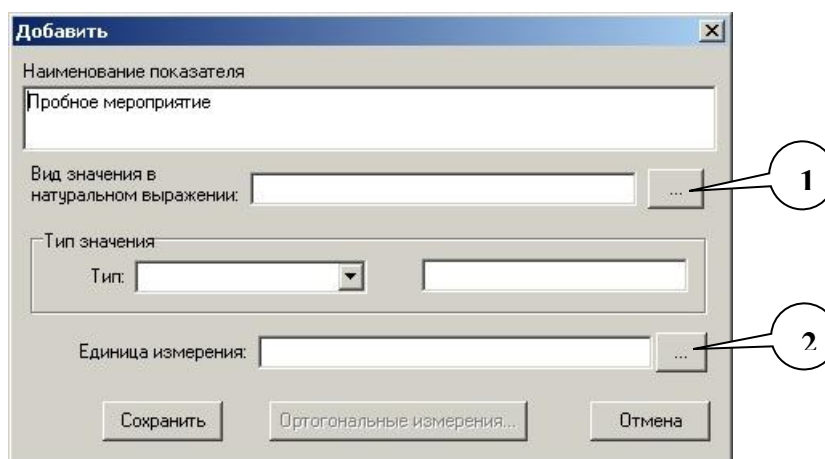 Добавить
Наименование показателя
Пробное мероприятие
Вид значения в
натуральном выражении:
...
1
Тип значения
Тип:
Единица измерения:
...
2
Сохранить
Ортогональные измерения...
Отмена